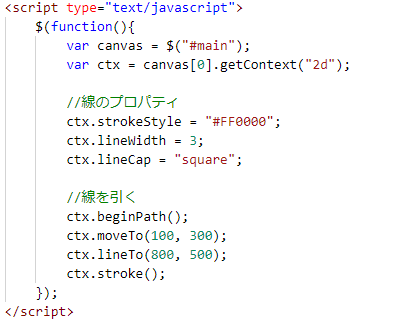 <script type="text/javascript">
$(function(){
var canvas = $("#main");
var ctx = canvas[0].getContext("2d");
//線のプロパティ
ctx.strokeStyle = "#FF0000";
ctx.lineWidth = 3;
ctx.lineCap = "square";
//線を引く
ctx.beginPath();
ctx.moveTo(100, 300);
ctx.lineTo(800, 500);
ctx.stroke();
});
</script>